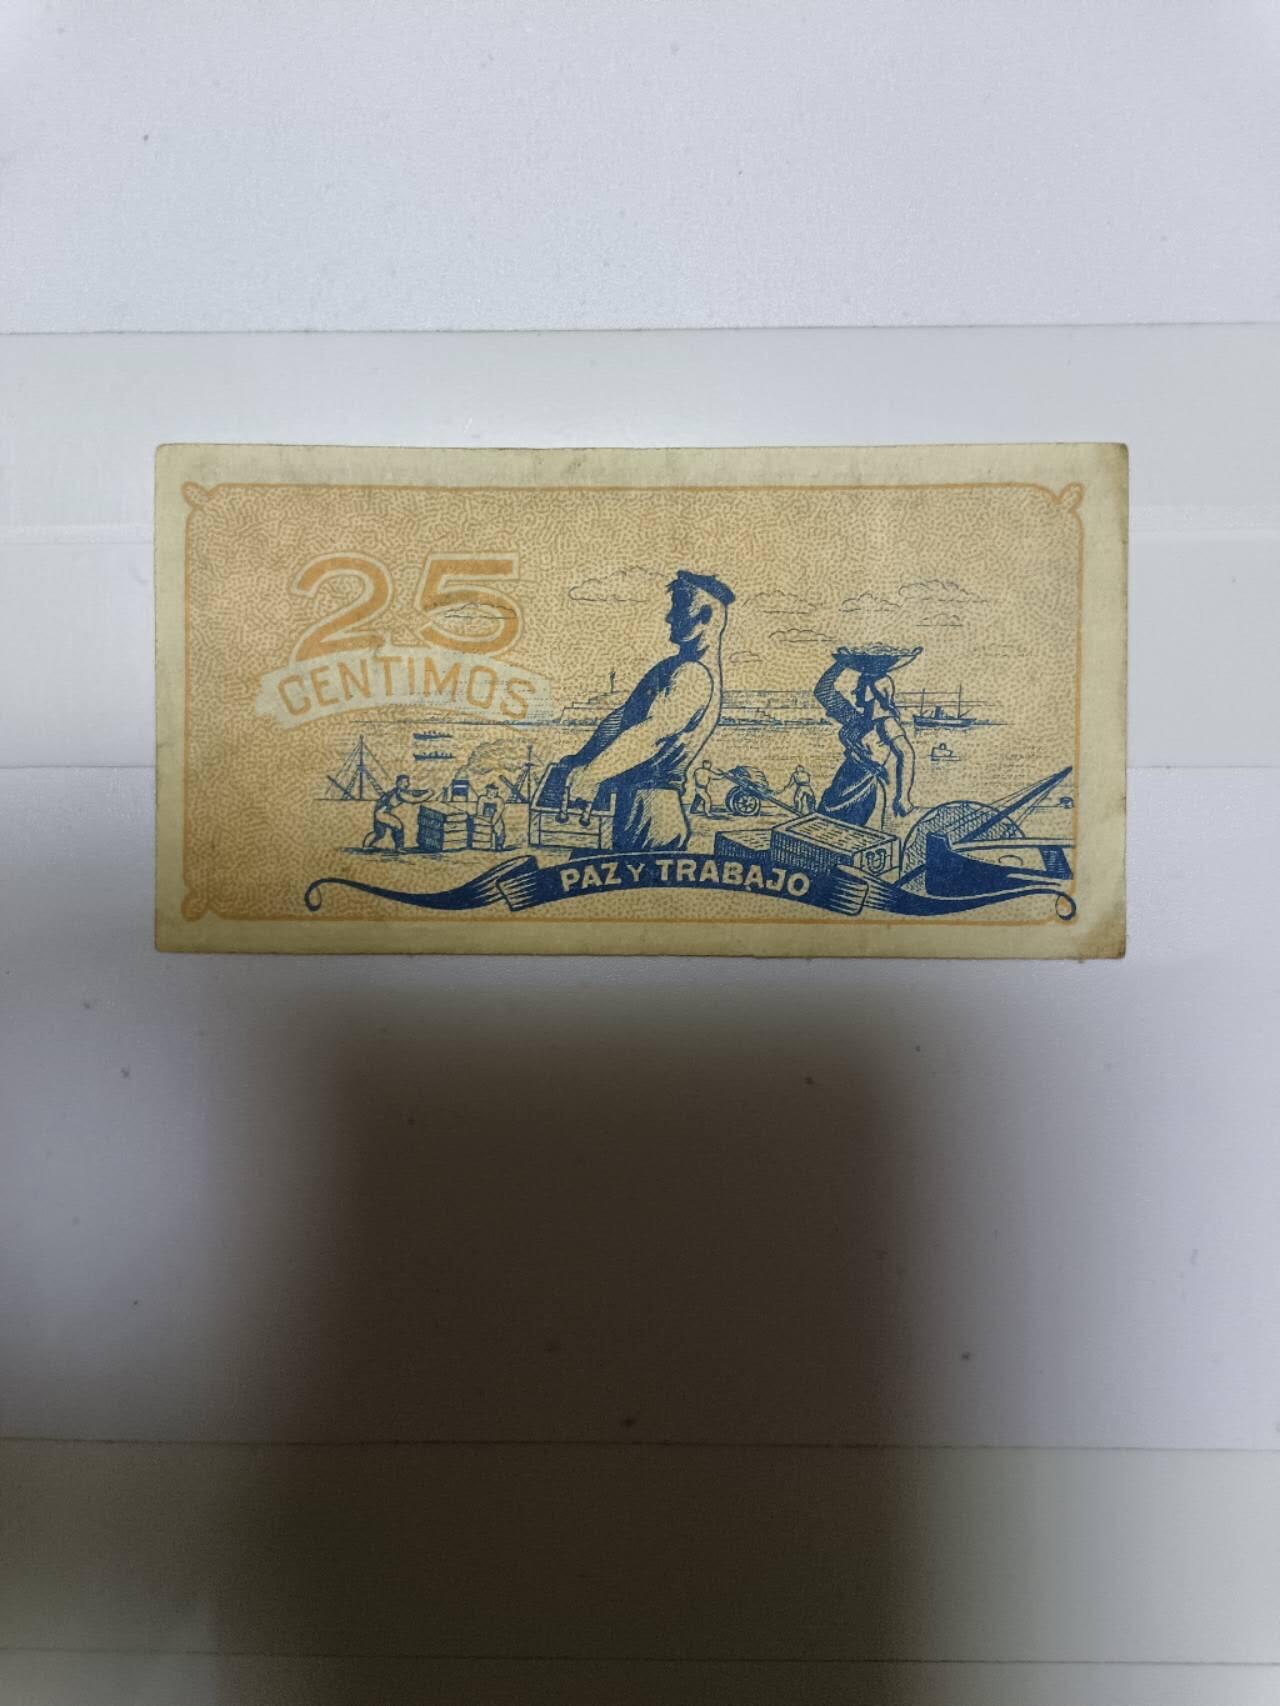 25
CENTIMOS
PAZ Y TRABAJO